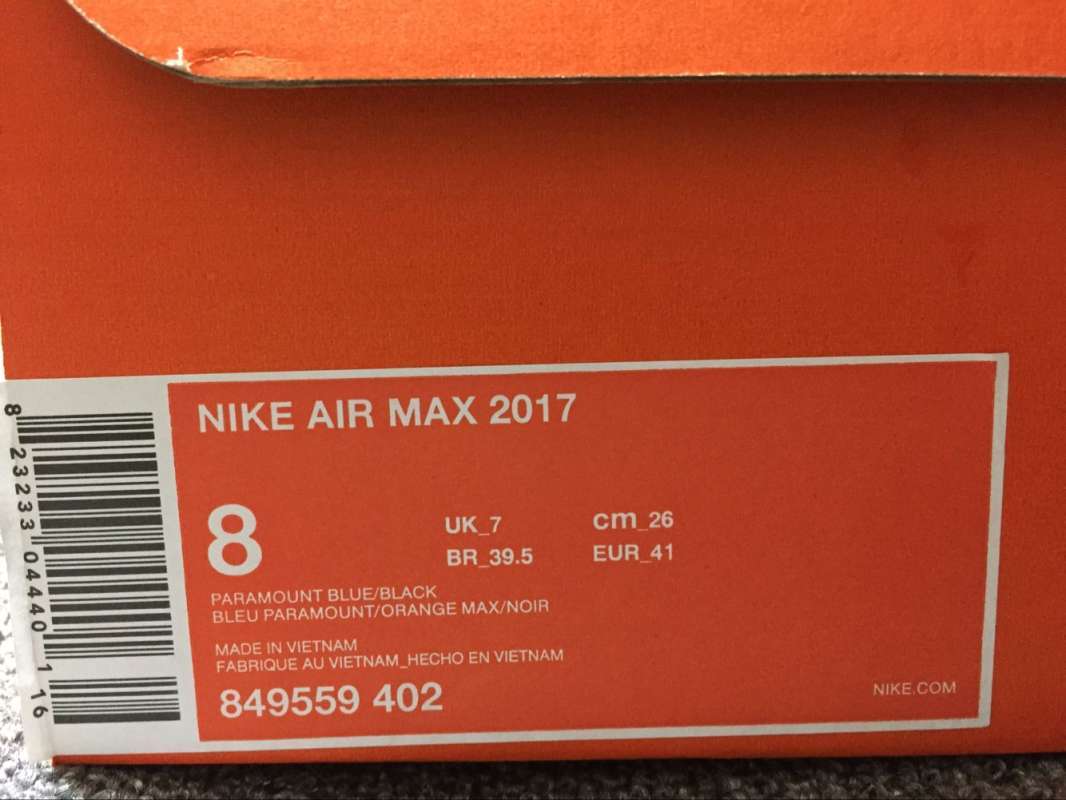 NIKE AIR MAX 2017
8
UK_7
cm_26
BR_39.5
EUR_41
PARAMOUNT BLUE/BLACK
BLEU PARAMOUNT/ORANGE MAX/NOIR
MADE IN VIETNAM
FABRIQUE AU VIETNAM_HECHO EN VIETNAM
849559 402
NIKE.COM
8 23233 04440 1 16